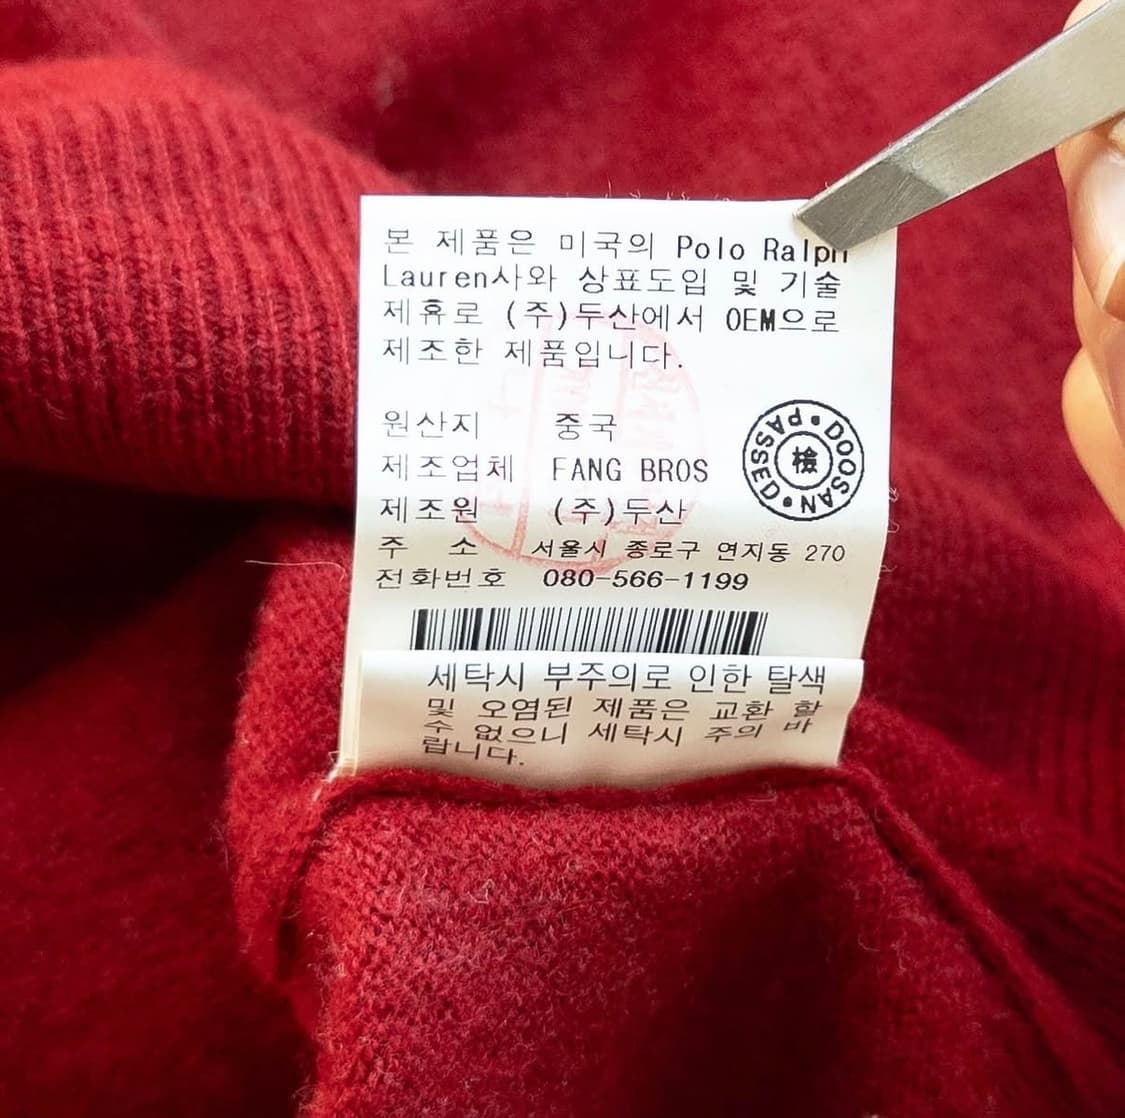 본 제품은 미국의 Polo Ralph
Lauren사와 상표도입 및 기술
제휴로 (주)두산에서 OEM으로
제조한 제품입니다.
원산지 중국
제조업체 FANG BROS
제조원 (주)두산
주 소 서울시 종로구 연지동 270
전화번호 080-566-1199
PASSED • DOOSAN •
檢
세탁시 부주의로 인한 탈색
및 오염된 제품은 교환 할
수 없으니 세탁시 주의 바
랍니다.